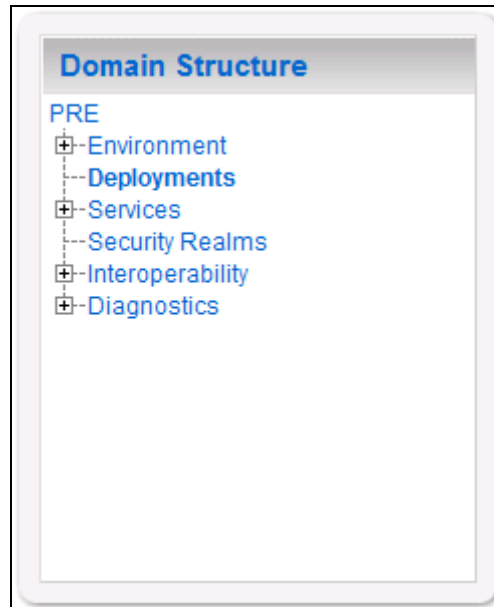 Domain Structure
PRE
Environment
Deployments
Services
Security Realms
Interoperability
Diagnostics